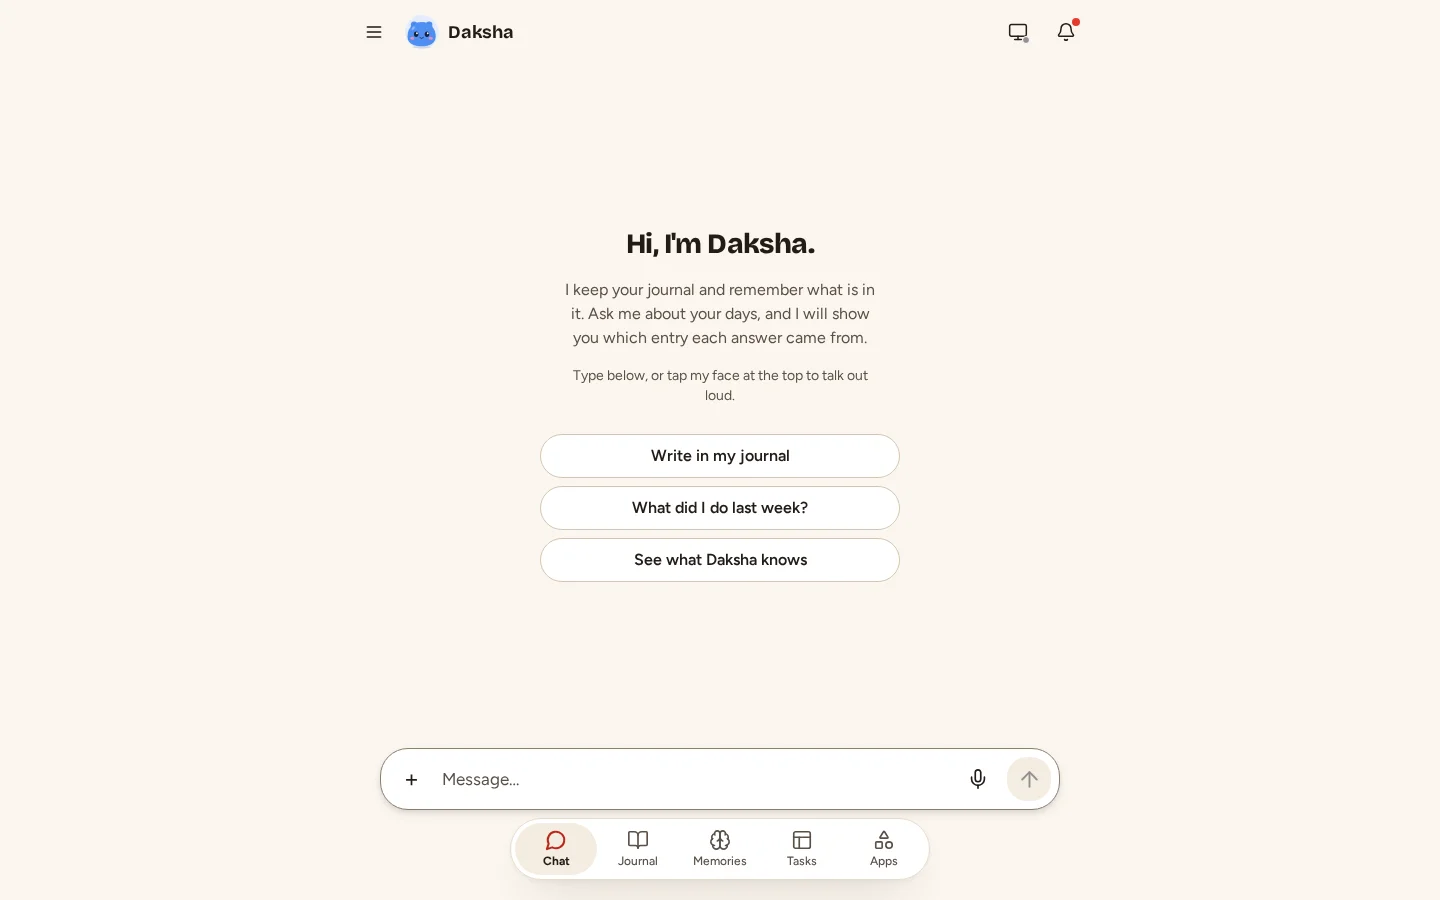 Daksha
Hi, I'm Daksha.
I keep your journal and remember what is in
it. Ask me about your days, and I will show
you which entry each answer came from.
Type below, or tap my face at the top to talk out
loud.
Write in my journal
What did I do last week?
See what Daksha knows
Message...
Chat
Journal
Memories
Tasks
Apps